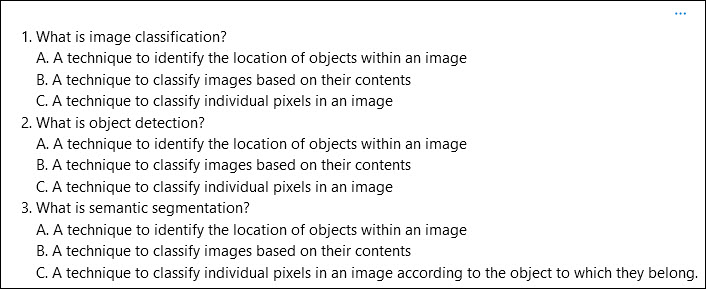 1. What is image classification?
A. A technique to identify the location of objects within an image
B. A technique to classify images based on their contents
C. A technique to classify individual pixels in an image
2. What is object detection?
A. A technique to identify the location of objects within an image
B. A technique to classify images based on their contents
C. A technique to classify individual pixels in an image
3. What is semantic segmentation?
A. A technique to identify the location of objects within an image
B. A technique to classify images based on their contents
C. A technique to classify individual pixels in an image according to the object to which they belong.